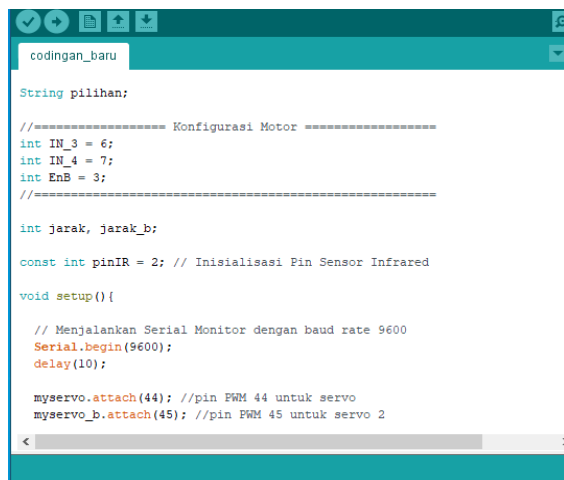 codingan_baru
String pilihan;
//================== Konfigurasi Motor ==================
int IN_3 = 6;
int IN_4 = 7;
int EnB = 3;
//=======================================================
int jarak, jarak_b;
const int pinIR = 2; // Inisialisasi Pin Sensor Infrared
void setup(){
// Menjalankan Serial Monitor dengan baud rate 9600
Serial.begin(9600);
delay(10);
myservo.attach(44); //pin PWM 44 untuk servo
myservo_b.attach(45); //pin PWM 45 untuk servo 2